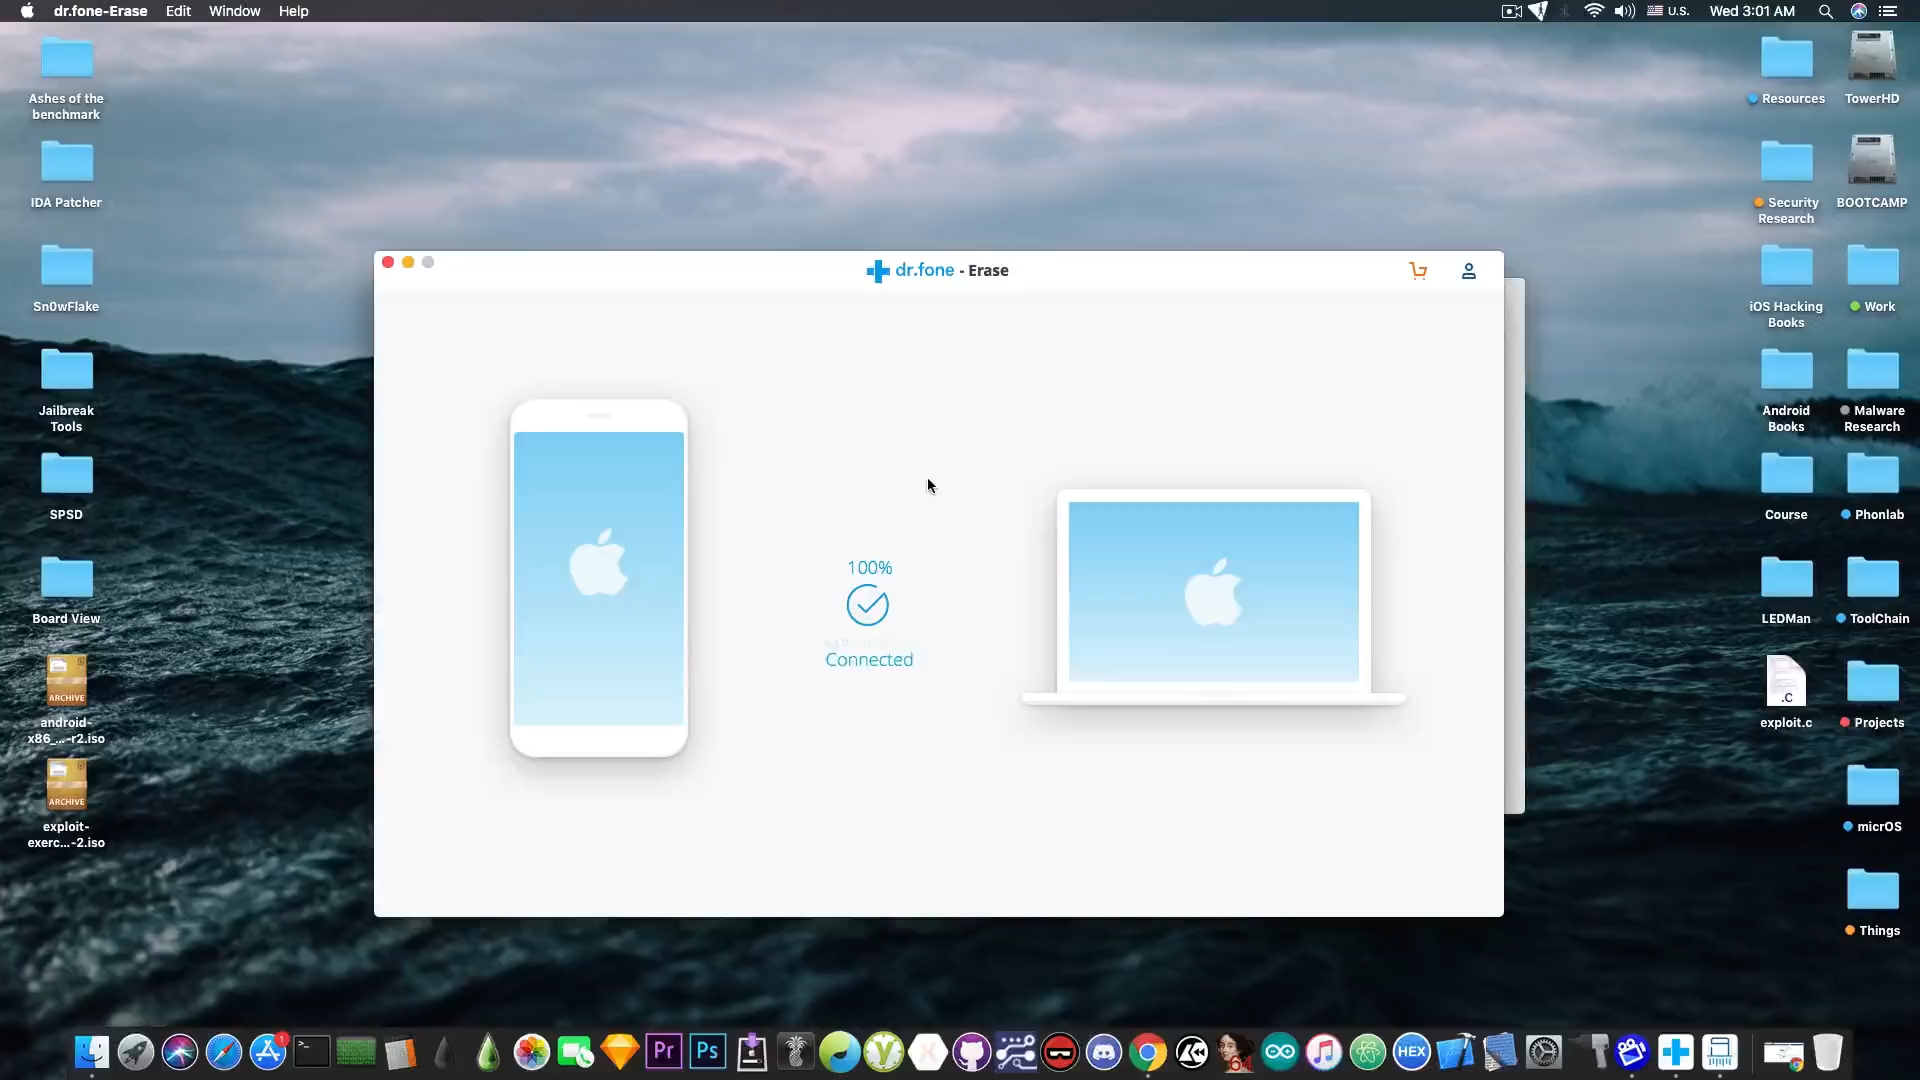 dr.fone-Erase Edit Window Help
U.S. Wed 3:01 AM
Ashes of the
benchmark
IDA Patcher
Sn0wFlake
Jailbreak
Tools
SPSD
Board View
ARCHIVE
android-
x86_...-r2.iso
ARCHIVE
exploit-
exerc...-2.iso
dr.fone - Erase
100%
Connected
Resources
TowerHD
Security
Research
BOOTCAMP
iOS Hacking
Books
Work
Android
Books
Malware
Research
Course
Phonlab
LEDMan
ToolChain
.C
exploit.c
Projects
micrOS
Things
1
>_
Pr
Ps
64
HEX